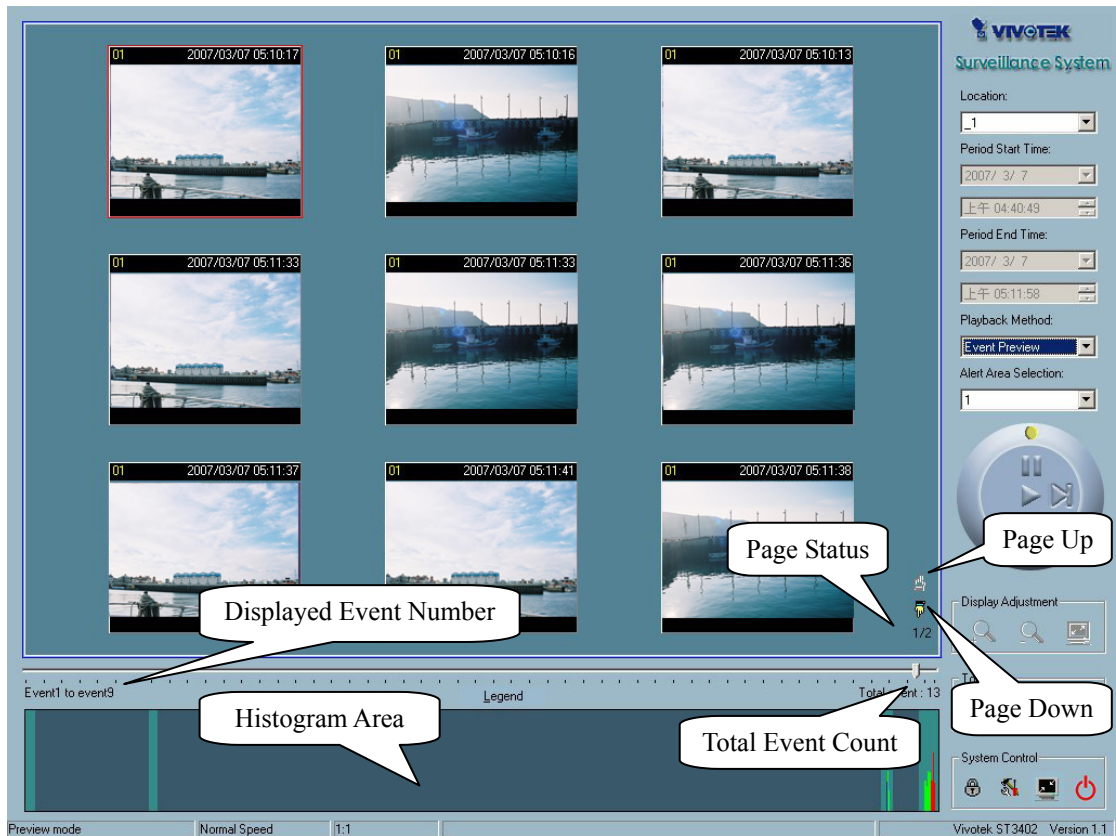 01 2007/03/07 05:10:17
01 2007/03/07 05:10:16
01 2007/03/07 05:10:13
01 2007/03/07 05:11:33
01 2007/03/07 05:11:33
01 2007/03/07 05:11:36
01 2007/03/07 05:11:37
01 2007/03/07 05:11:41
01 2007/03/07 05:11:38
VIVOTEK
Surveillance System
Location:
_1
Period Start Time:
2007/ 3/ 7
上午 04:40:49
Period End Time:
2007/ 3/ 7
上午 05:11:58
Playback Method:
Event Preview
Alert Area Selection:
1
Page Status
Page Up
Displayed Event Number
1/2
Display Adjustment
Event1 to event9
Legend
: 13
Histogram Area
Total Event Count
Page Down
System Control
Preview mode
Normal Speed
1:1
Vivotek ST3402 Version 1.1